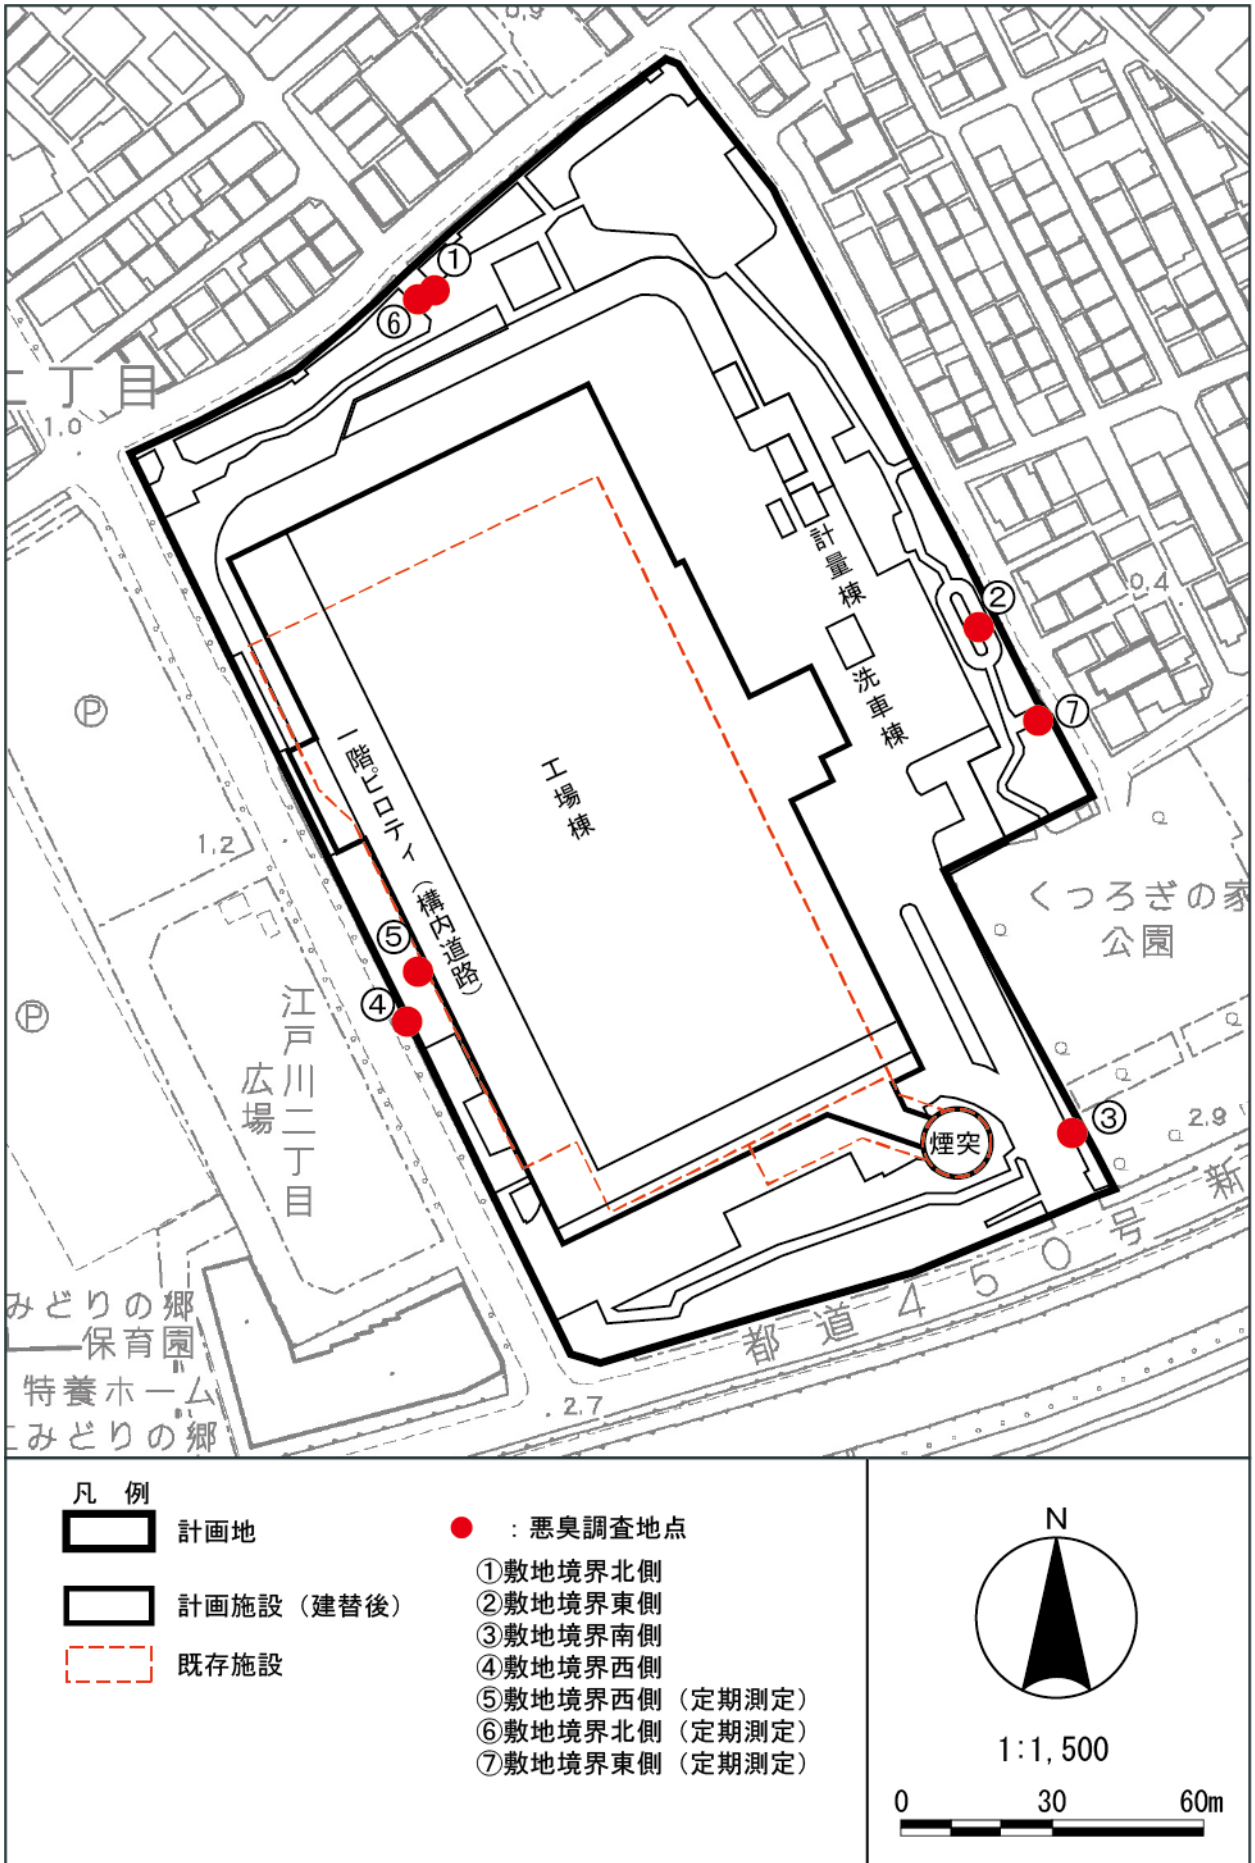 0.9
①
⑥
二丁目
1.0
計量棟
②
0.4
洗車棟
⑦
Ⓟ
一階ピロティ（構内道路）
工場棟
1.2
くつろぎの家
公園
⑤
④
Ⓟ
江戸川二丁目
広場
煙突
③
2.9
新
都道450号
みどりの郷
保育園
特養ホーム
みどりの郷
2.7
凡 例
計画地
計画施設（建替後）
既存施設
：悪臭調査地点
①敷地境界北側
②敷地境界東側
③敷地境界南側
④敷地境界西側
⑤敷地境界西側（定期測定）
⑥敷地境界北側（定期測定）
⑦敷地境界東側（定期測定）
N
1:1,500
0 30 60m